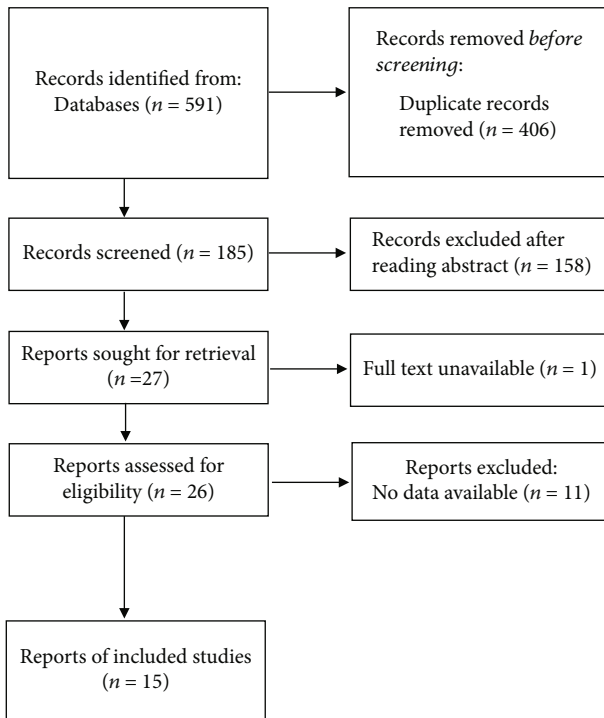 Records identified from:
Databases (n = 591)
Records removed before
screening:
Duplicate records
removed (n = 406)
Records screened (n = 185)
Records excluded after
reading abstract (n = 158)
Reports sought for retrieval
(n =27)
Full text unavailable (n = 1)
Reports assessed for
eligibility (n = 26)
Reports excluded:
No data available (n = 11)
Reports of included studies
(n = 15)